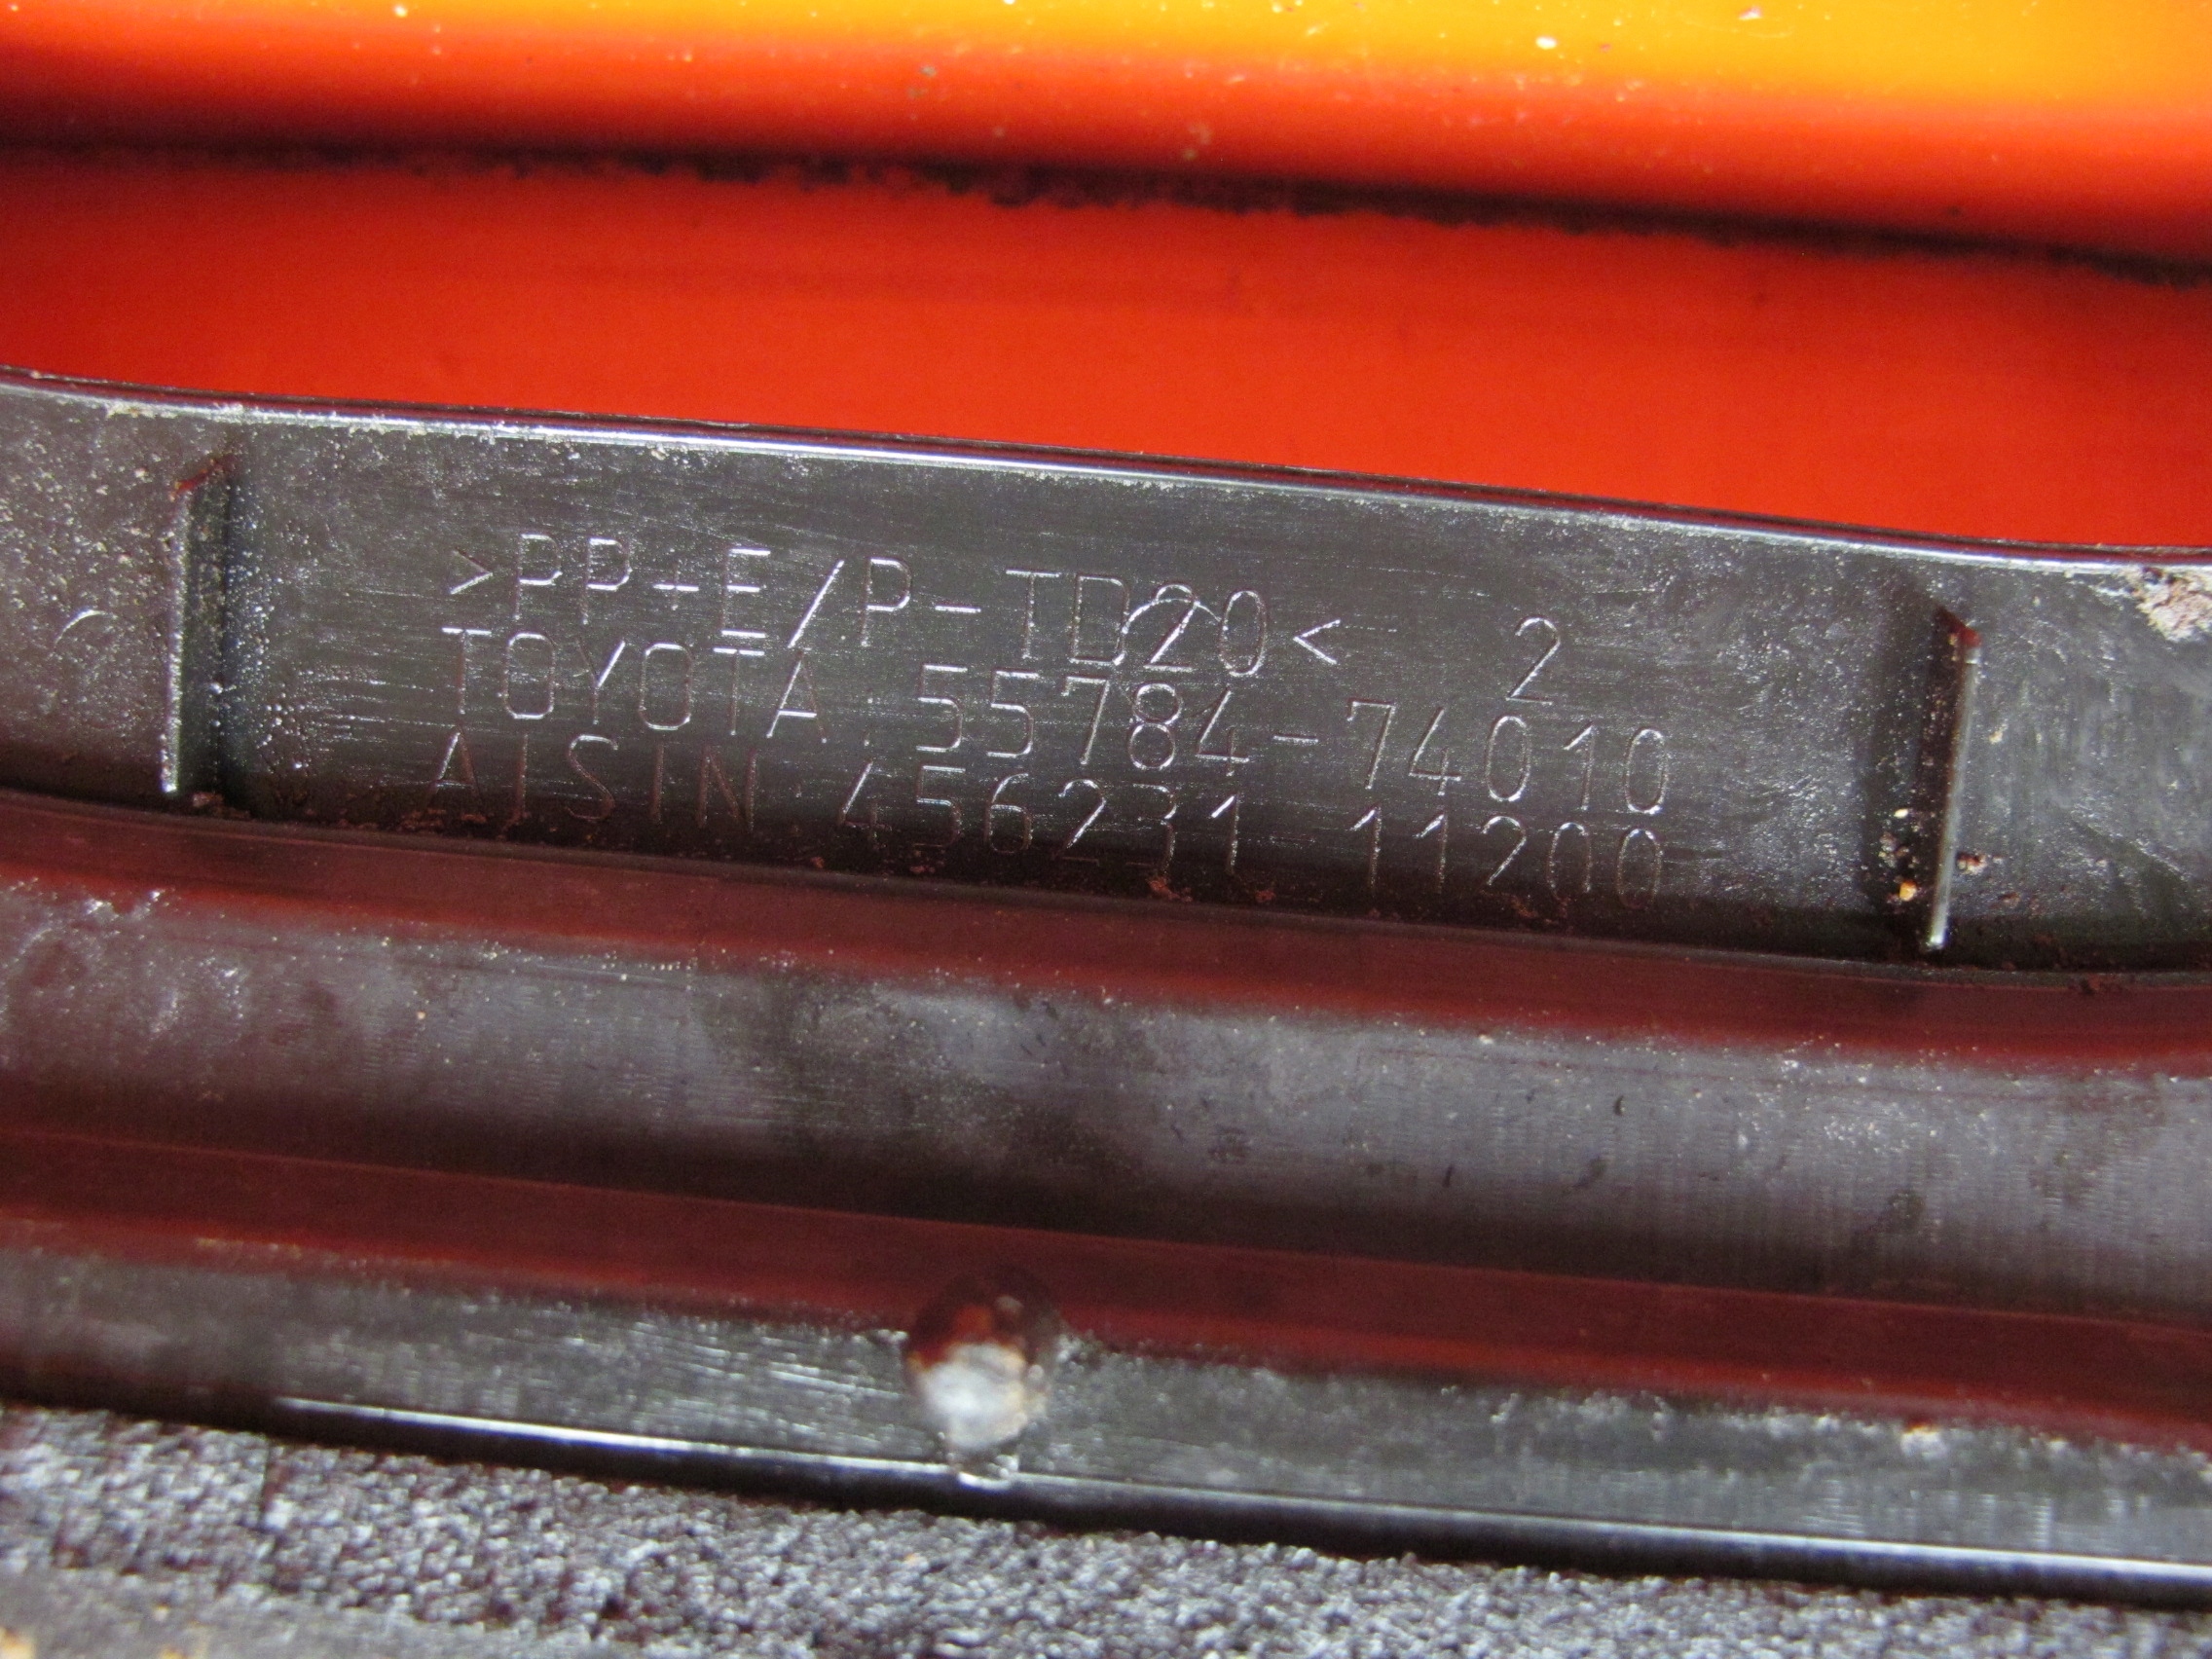 >PP+E/P-TD20< 2
TOYOTA 55784-74010
AISIN 456231-11200